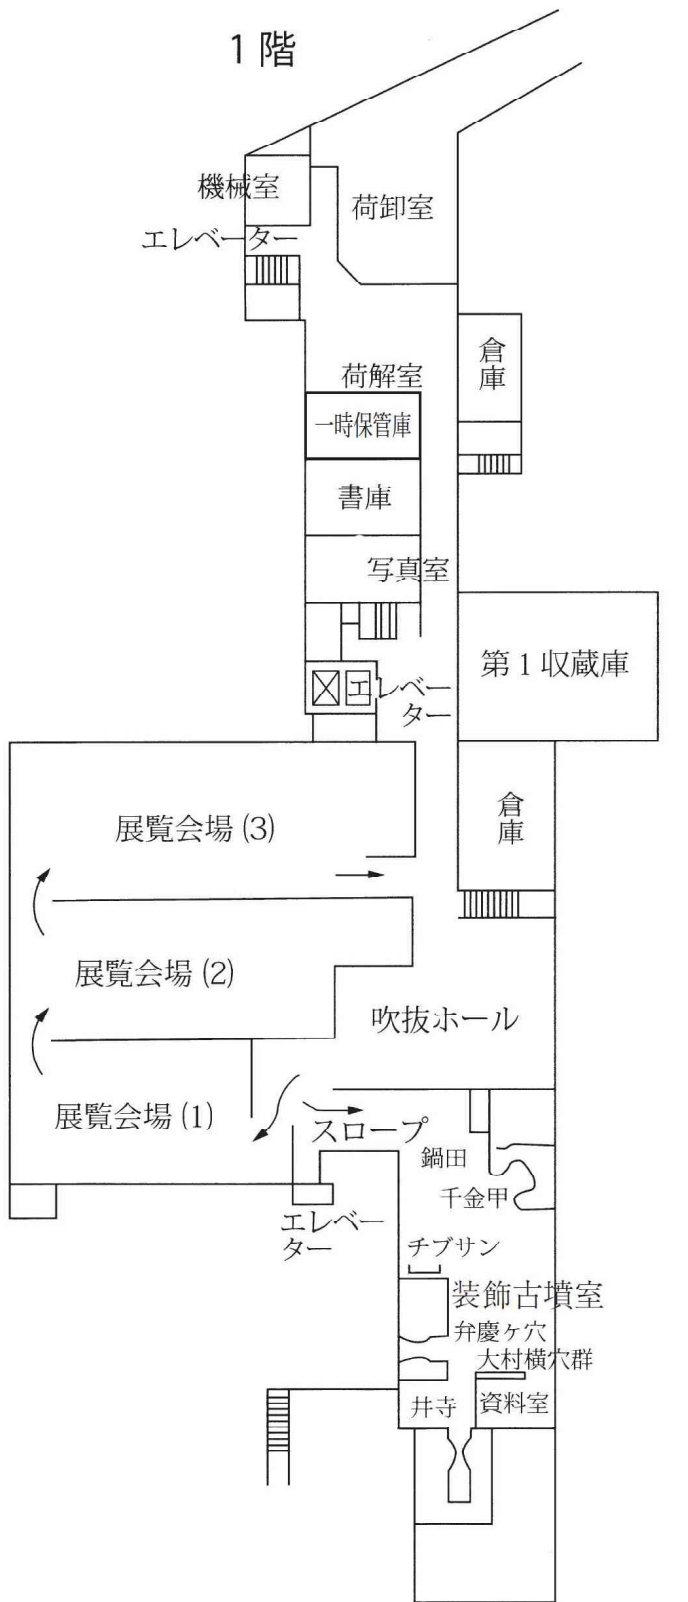 1階
機械室
荷卸室
エレベーター
倉庫
荷解室
一時保管庫
書庫
写真室
第1収蔵庫
エレベー
ター
倉庫
展覧会場(3)
展覧会場(2)
吹抜ホール
展覧会場(1)
スロープ
鍋田
千金甲
エレベー
ター
チブサン
装飾古墳室
弁慶ヶ穴
大村横穴群
井寺
資料室